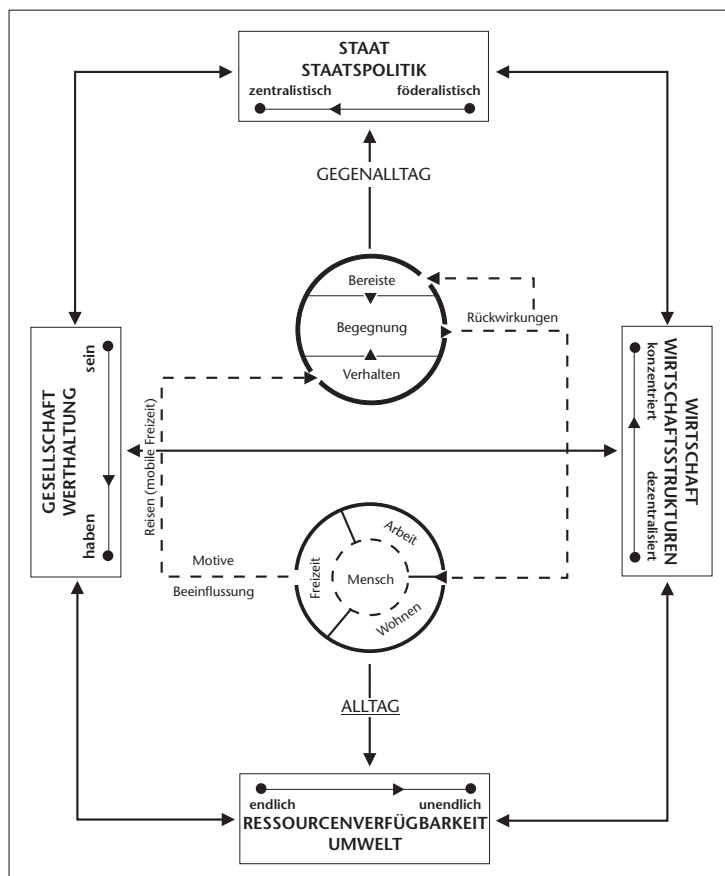 STAAT
STAATSPOLITIK
zentralistisch föderalistisch
GEGENALLTAG
Bereiste
Begegnung
Verhalten
Rückwirkungen
GESELLSCHAFT
WERTHALTUNG
sein
haben
Reisen (mobile Freizeit)
WIRTSCHAFT
WIRTSCHAFTSSTRUKTUREN
konzentriert
dezentralisiert
Motive
Beeinflussung
Freizeit
Arbeit
Mensch
Wohnen
ALLTAG
endlich unendlich
RESSOURCENVERFÜGBARKEIT
UMWELT